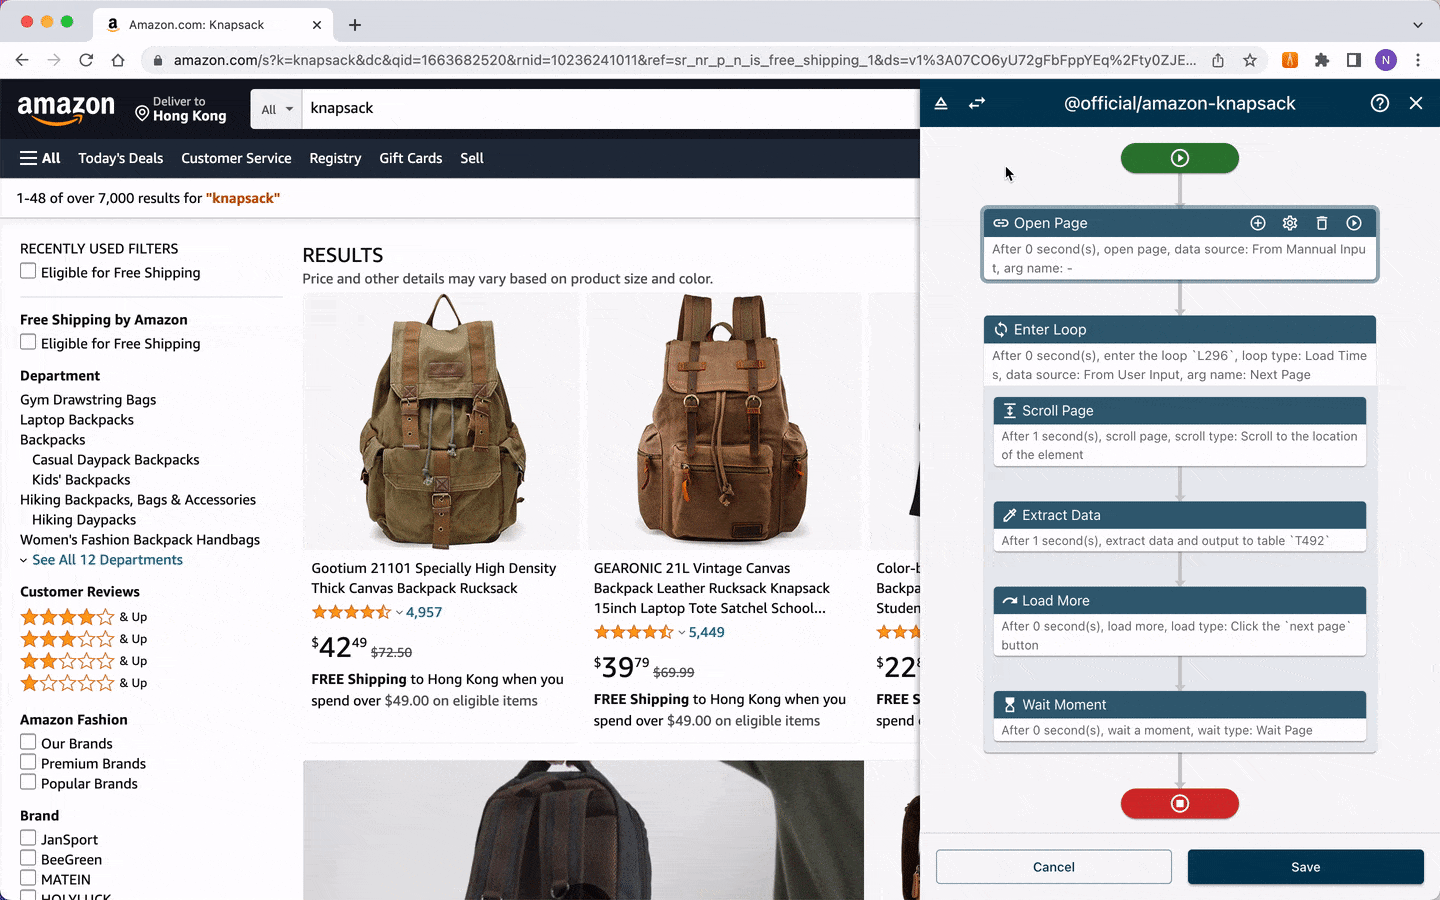 Amazon.com: Knapsack
amazon.com/s?k=knapsack&dc&qid=1663682520&rnid=10236241011&ref=sr_nr_p_n_is_free_shipping_1&ds=v1%3A07CO6yU72gFbFppYEq%2Fty0ZJE...
N
amazon
Deliver to
Hong Kong
All
knapsack
All
Today's Deals
Customer Service
Registry
Gift Cards
Sell
1-48 of over 7,000 results for "knapsack"
RECENTLY USED FILTERS
Eligible for Free Shipping
Free Shipping by Amazon
Eligible for Free Shipping
Department
Gym Drawstring Bags
Laptop Backpacks
Backpacks
Casual Daypack Backpacks
Kids' Backpacks
Hiking Backpacks, Bags & Accessories
Hiking Daypacks
Women's Fashion Backpack Handbags
See All 12 Departments
Customer Reviews
& Up
& Up
& Up
& Up
Amazon Fashion
Our Brands
Premium Brands
Popular Brands
Brand
JanSport
BeeGreen
MATEIN
HOLYLUCK
RESULTS
Price and other details may vary based on product size and color.
Gootium 21101 Specially High Density
Thick Canvas Backpack Rucksack
4,957
$42.49 $72.50
FREE Shipping to Hong Kong when you
spend over $49.00 on eligible items
GEARONIC 21L Vintage Canvas
Backpack Leather Rucksack Knapsack
15inch Laptop Tote Satchel School...
5,449
$39.79 $69.99
FREE Shipping to Hong Kong when you
spend over $49.00 on eligible items
Color-b
Backpa
Studen
$22
FREE S
spend
@official/amazon-knapsack
Open Page
After 0 second(s), open page, data source: From Mannual Inpu
t, arg name: -
Enter Loop
After 0 second(s), enter the loop `L296`, loop type: Load Time
s, data source: From User Input, arg name: Next Page
Scroll Page
After 1 second(s), scroll page, scroll type: Scroll to the location
of the element
Extract Data
After 1 second(s), extract data and output to table `T492`
Load More
After 0 second(s), load more, load type: Click the `next page`
button
Wait Moment
After 0 second(s), wait a moment, wait type: Wait Page
Cancel
Save